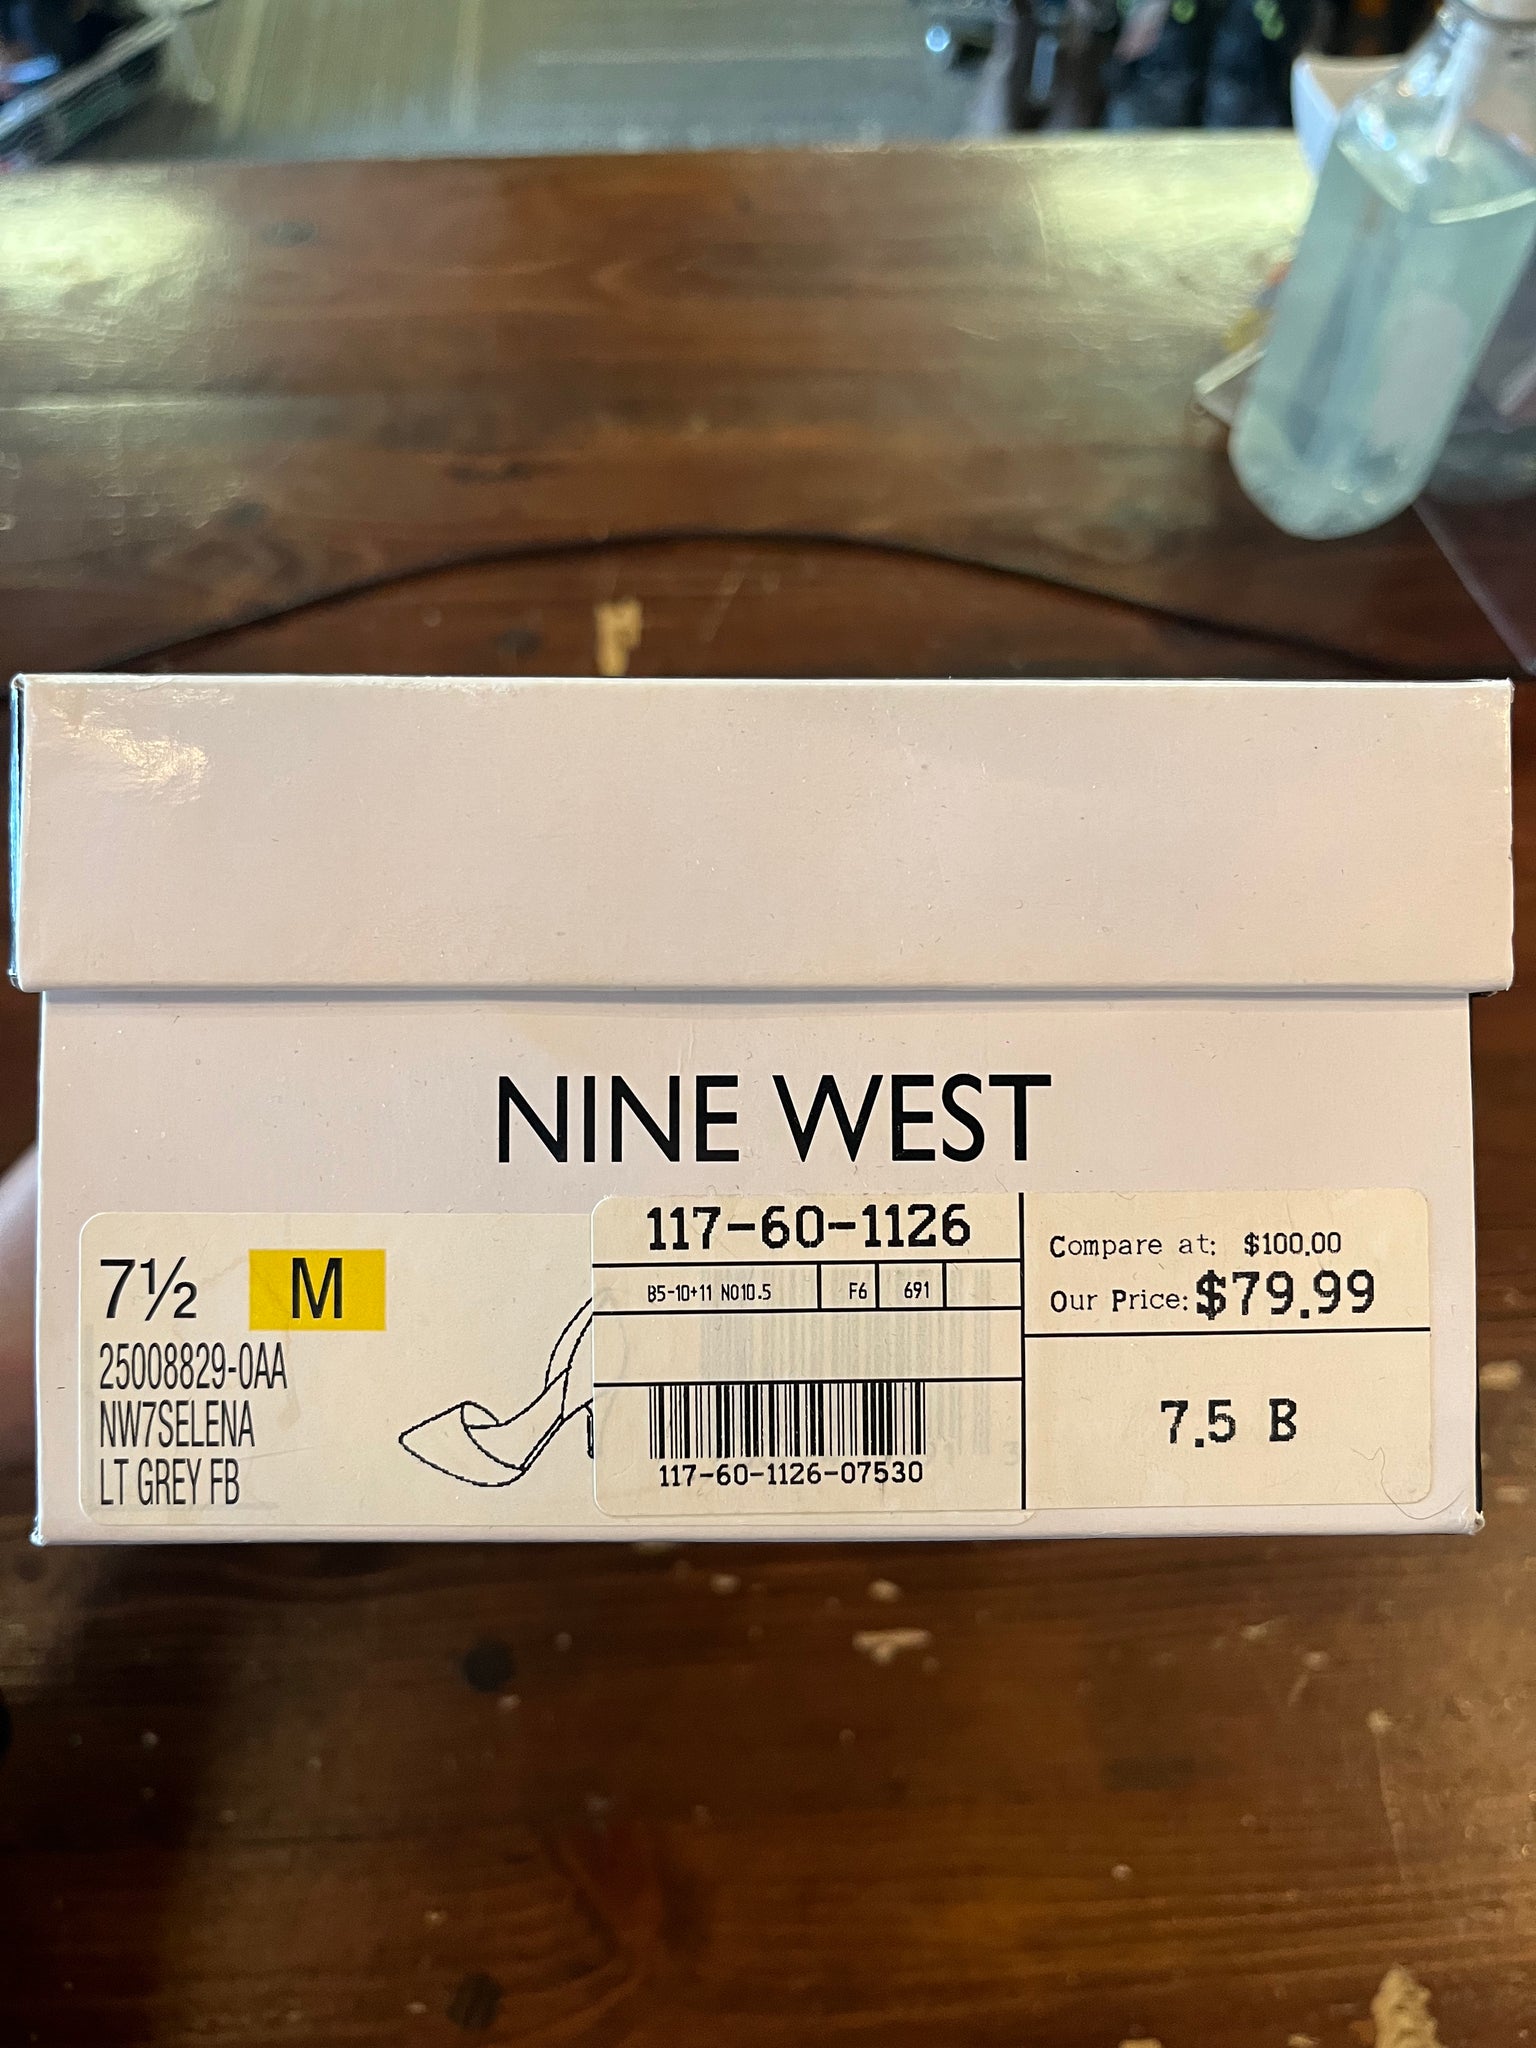 NINE WEST
7½ M
25008829-0AA
NW7SELENA
LT GREY FB
117-60-1126
B5-10+11 NO10.5 F6 691
117-60-1126-07530
Compare at: $100.00
Our Price: $79.99
7.5 B